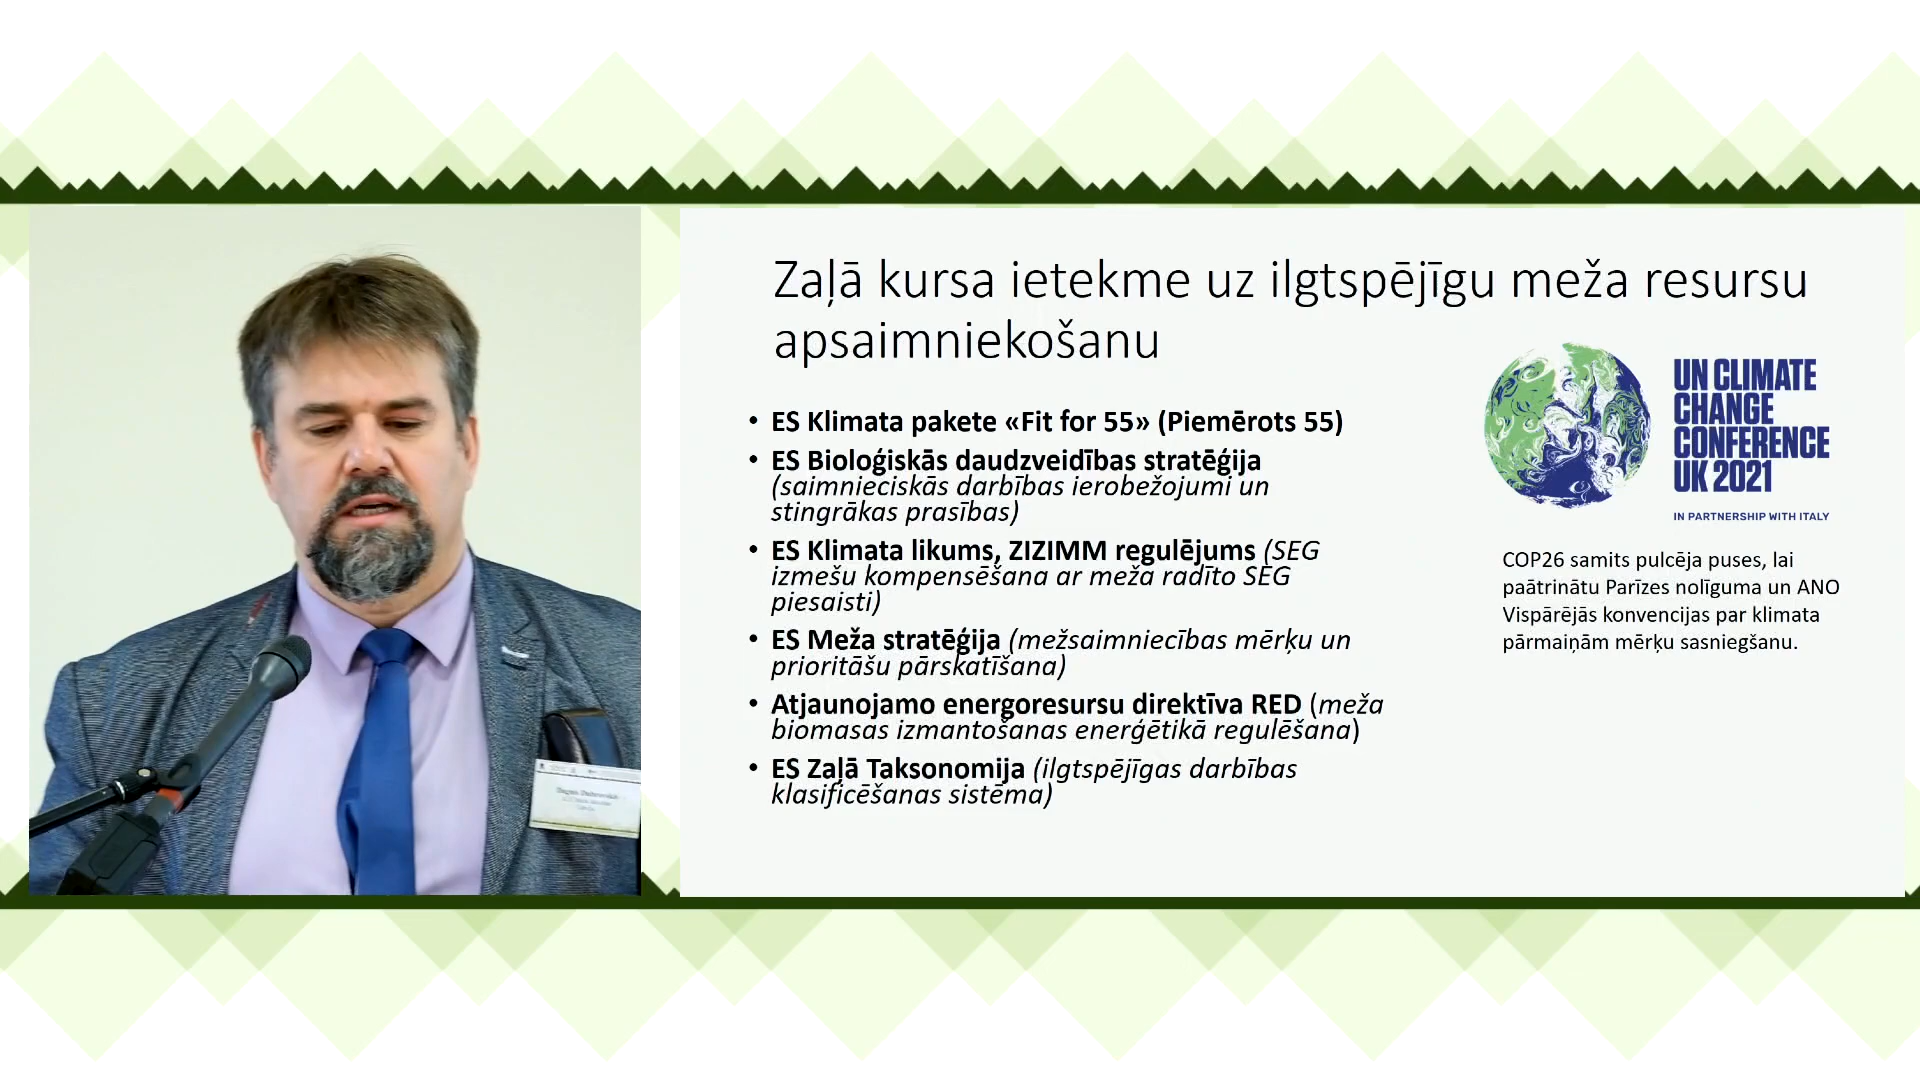 Zaļā kursa ietekme uz ilgtspējīgu meža resursu
apsaimniekošanu
• ES Klimata pakete «Fit for 55» (Piemērots 55)
• ES Bioloģiskās daudzveidības stratēģija
(saimnieciskās darbības ierobežojumi un
stingrākas prasības)
• ES Klimata likums, ZIZIMM regulējums (SEG
izmešu kompensēšana ar meža radīto SEG
piesaisti)
• ES Meža stratēģija (mežsaimniecības mērķu un
prioritāšu pārskatīšana)
• Atjaunojamo energoresursu direktīva RED (meža
biomasas izmantošanas enerģētikā regulēšana)
• ES Zaļā Taksonomija (ilgtspējīgas darbības
klasificēšanas sistēma)
UN CLIMATE
CHANGE
CONFERENCE
UK 2021
IN PARTNERSHIP WITH ITALY
COP26 samits pulcēja puses, lai
paātrinātu Parīzes nolīguma un ANO
Vispārējās konvencijas par klimata
pārmaiņām mērķu sasniegšanu.